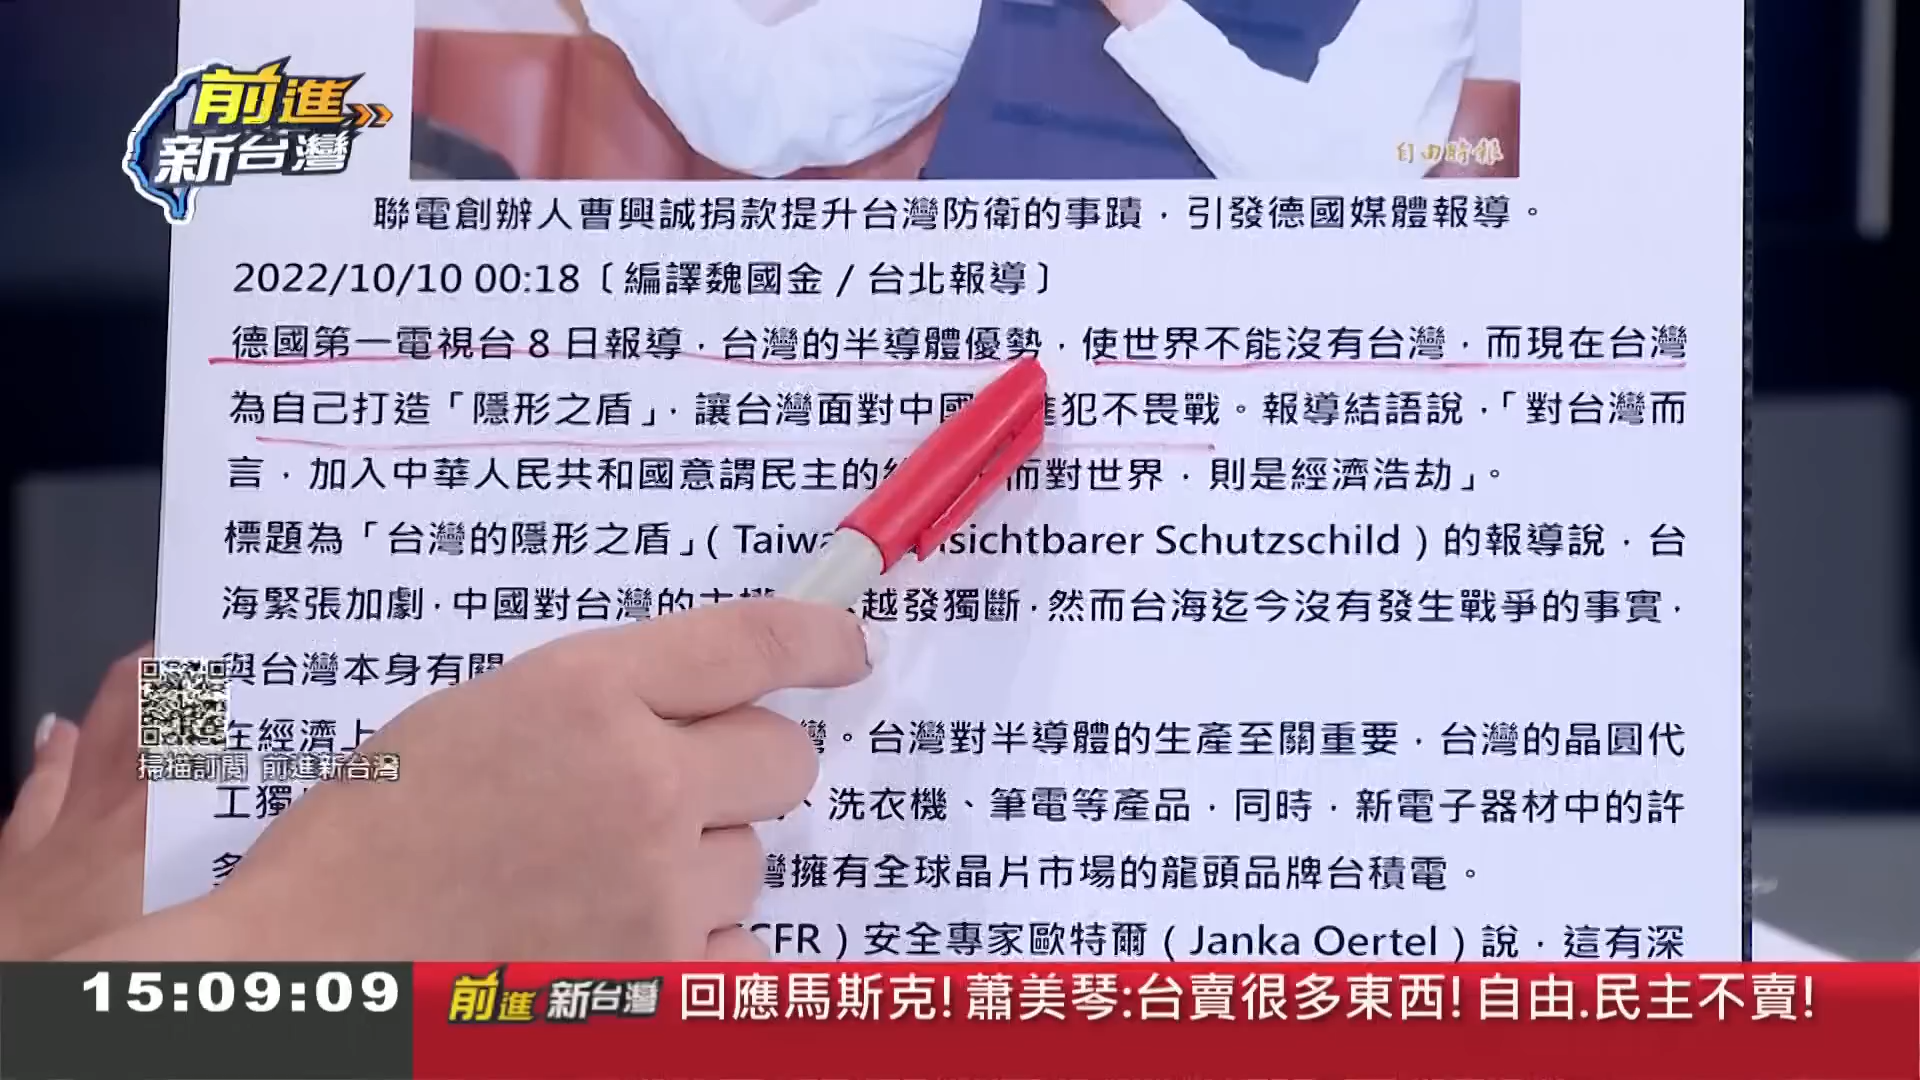 前進
新台灣
自由時報
聯電創辦人曹興誠捐款提升台灣防衛的事蹟，引發德國媒體報導。
2022/10/10 00:18〔編譯魏國金／台北報導〕
德國第一電視台8日報導，台灣的半導體優勢，使世界不能沒有台灣，而現在台灣
為自己打造「隱形之盾」，讓台灣面對中國 犯不畏戰。報導結語說，「對台灣而
言，加入中華人民共和國意謂民主的 而對世界，則是經濟浩劫」。
標題為「台灣的隱形之盾」（ sichtbarer Schutzschild）的報導說，台
海緊張加劇，中國對台灣的 越發獨斷，然而台海迄今沒有發生戰爭的事實，
與台灣本身有關
在經濟上 灣。台灣對半導體的生產至關重要，台灣的晶圓代
工獨 、洗衣機、筆電等產品，同時，新電子器材中的許
多 灣擁有全球晶片市場的龍頭品牌台積電。
CFR）安全專家歐特爾（Janka Oertel）說，這有深
掃描訂閱 前進新台灣
15:09:09 前進新台灣 回應馬斯克!蕭美琴:台賣很多東西!自由.民主不賣!